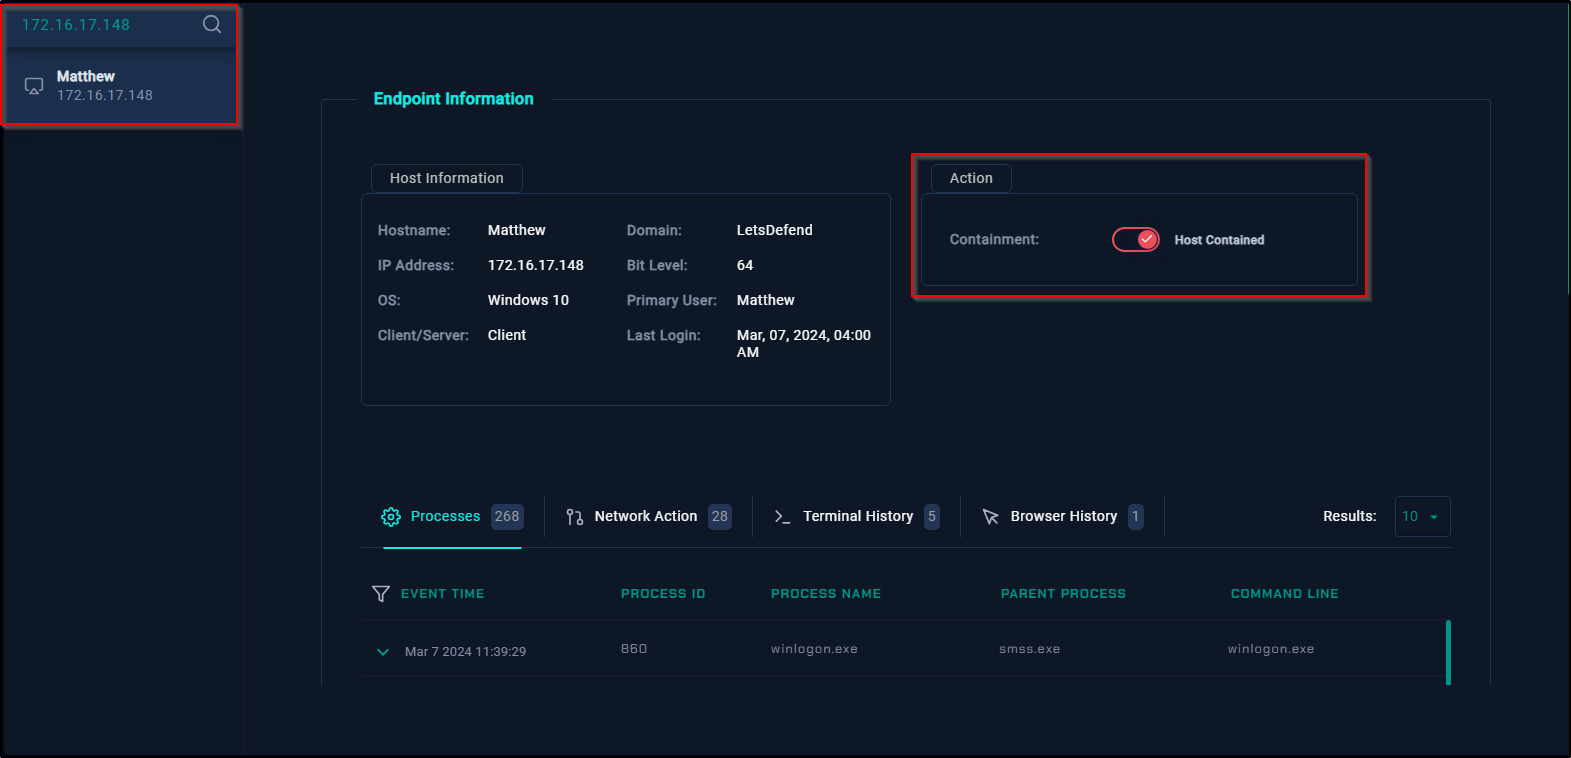 172.16.17.148
Matthew
172.16.17.148
Endpoint Information
Host Information
Hostname: Matthew Domain: LetsDefend
IP Address: 172.16.17.148 Bit Level: 64
OS: Windows 10 Primary User: Matthew
Client/Server: Client Last Login: Mar, 07, 2024, 04:00
AM
Action
Containment: Host Contained
Processes 268 Network Action 28 Terminal History 5 Browser History 1 Results: 10
EVENT TIME PROCESS ID PROCESS NAME PARENT PROCESS COMMAND LINE
Mar 7 2024 11:39:29 860 winlogon.exe smss.exe winlogon.exe